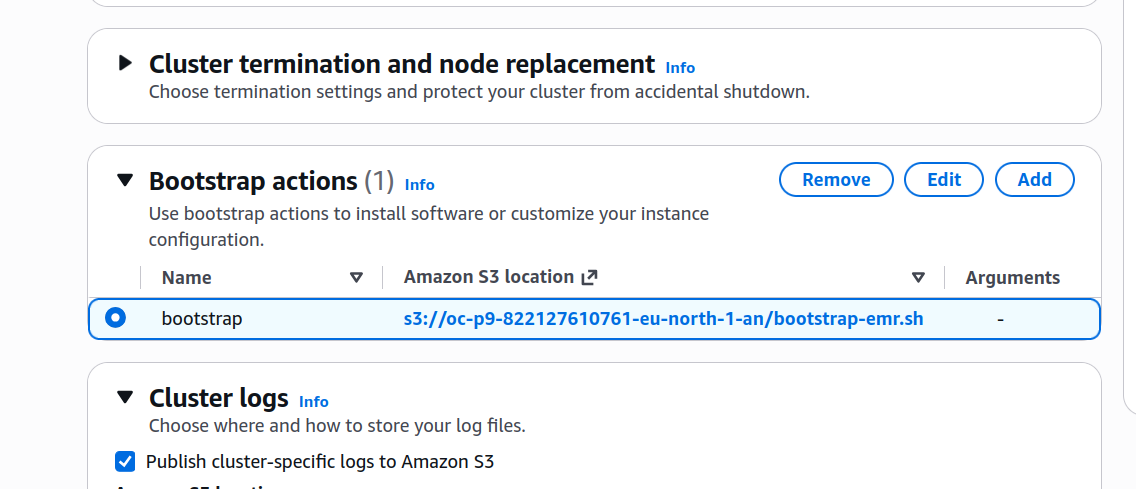 Cluster termination and node replacement Info
Choose termination settings and protect your cluster from accidental shutdown.
Bootstrap actions (1) Info
Remove
Edit
Add
Use bootstrap actions to install software or customize your instance
configuration.
Name
Amazon S3 location
Arguments
bootstrap
s3://oc-p9-822127610761-eu-north-1-an/bootstrap-emr.sh
-
Cluster logs Info
Choose where and how to store your log files.
Publish cluster-specific logs to Amazon S3